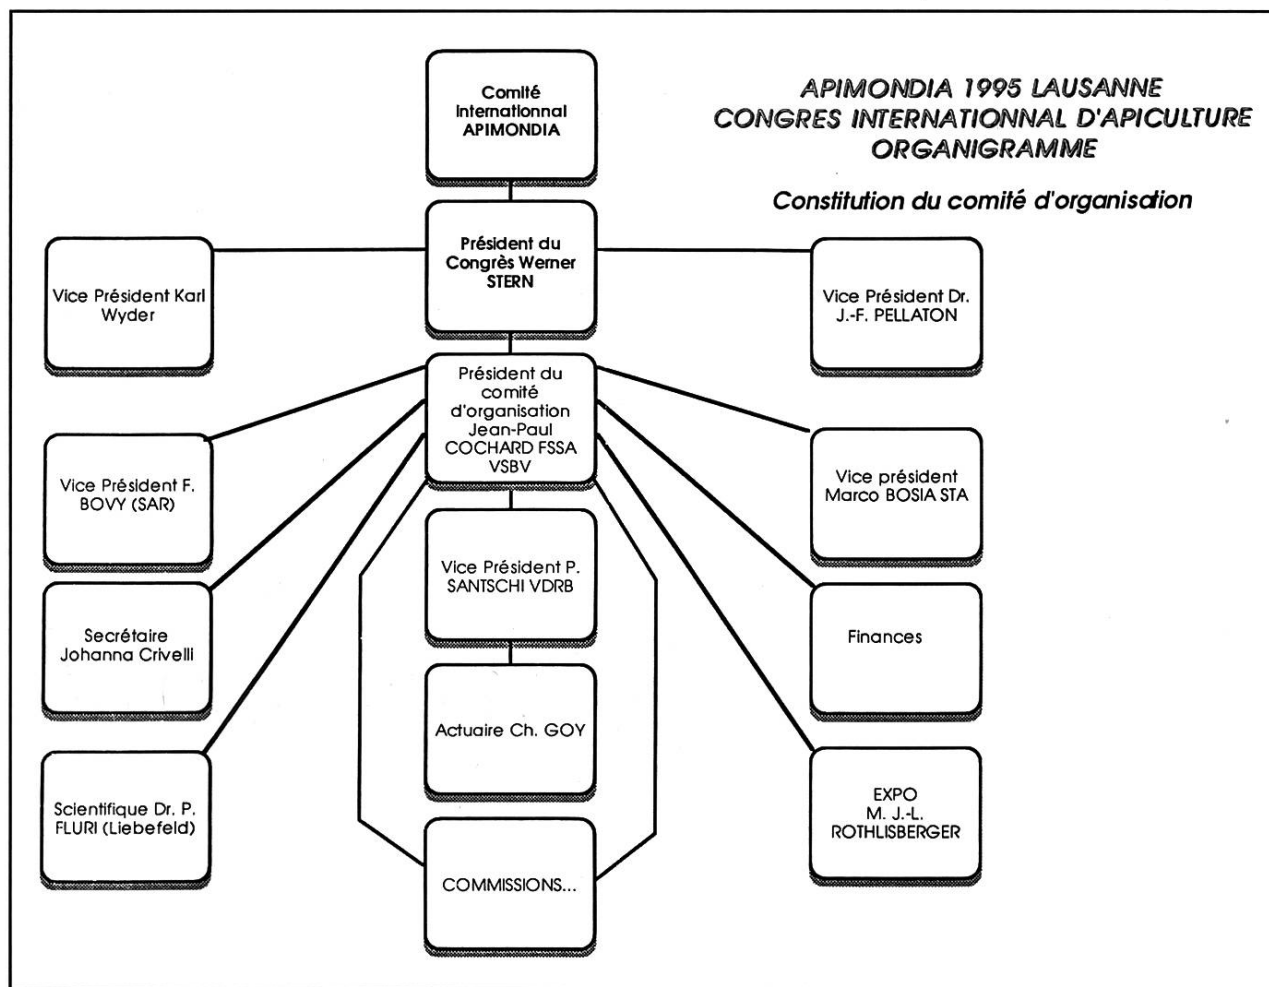 Comité
internationnal
APIMONDIA
APIMONDIA 1995 LAUSANNE
CONGRES INTERNATIONNAL D'APICULTURE
ORGANIGRAMME
Constitution du comité d'organisation
Président du
Congrès Werner
STERN
Vice Président Karl
Wyder
Vice Président Dr.
J.-F. PELLATON
Président du
comité
d'organisation
Jean-Paul
COCHARD FSSA
VSBV
Vice Président F.
BOVY (SAR)
Vice président
Marco BOSIA STA
Vice Président P.
SANTSCHI VDRB
Secrétaire
Johanna Crivelli
Finances
Actuaire Ch. GOY
Scientifique Dr. P.
FLURI (Liebefeld)
EXPO
M. J.-L.
ROTHLISBERGER
COMMISSIONS...